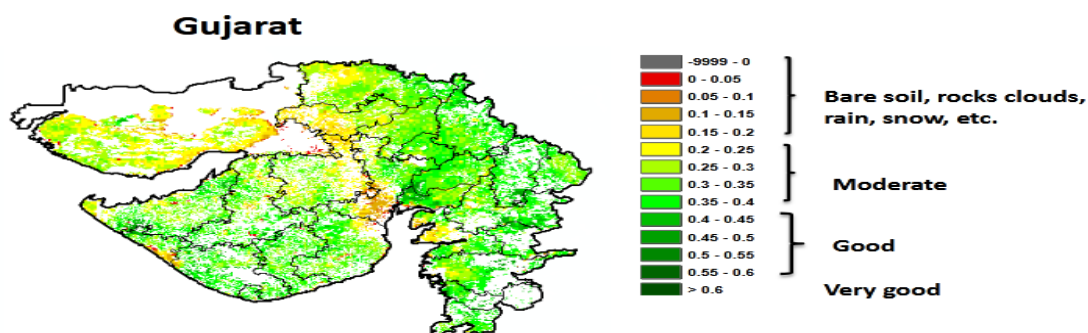 Gujarat
-9999 - 0
0 - 0.05
0.05 - 0.1
0.1 - 0.15
0.15 - 0.2
0.2 - 0.25
0.25 - 0.3
0.3 - 0.35
0.35 - 0.4
0.4 - 0.45
0.45 - 0.5
0.5 - 0.55
0.55 - 0.6
> 0.6
Bare soil, rocks clouds,
rain, snow, etc.
Moderate
Good
Very good